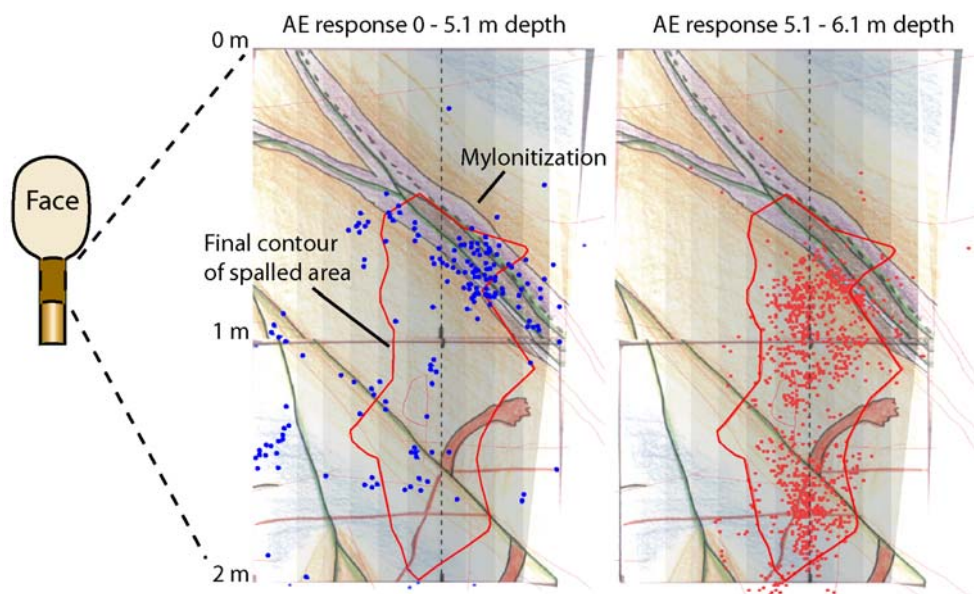 AE response 0 - 5.1 m depth
AE response 5.1 - 6.1 m depth
0 m
Face
Mylonitization
Final contour
of spalled area
1 m
2 m